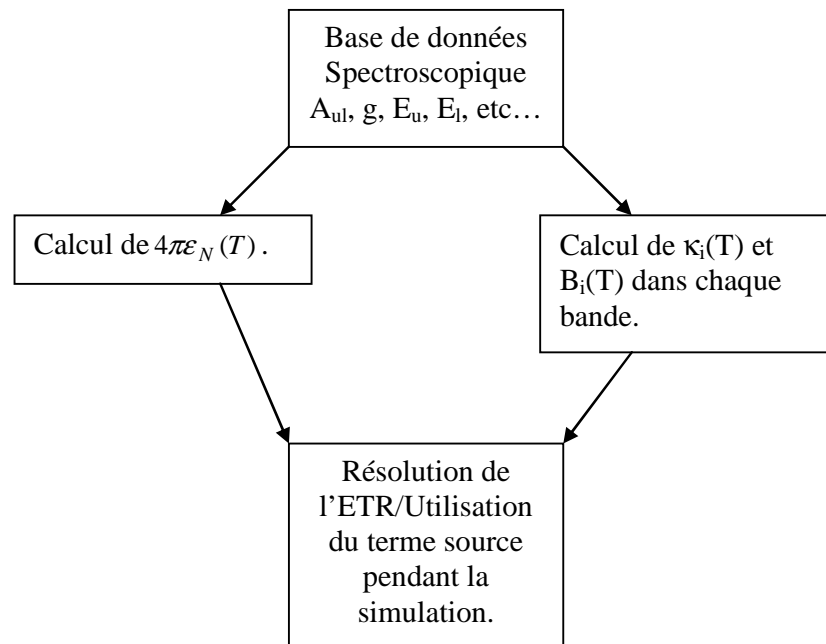 Base de données
Spectroscopique
A_ul, g, E_u, E_l, etc…
Calcul de 4πε_N(T).
Calcul de κ_i(T) et
B_i(T) dans chaque
bande.
Résolution de
l’ETR/Utilisation
du terme source
pendant la
simulation.